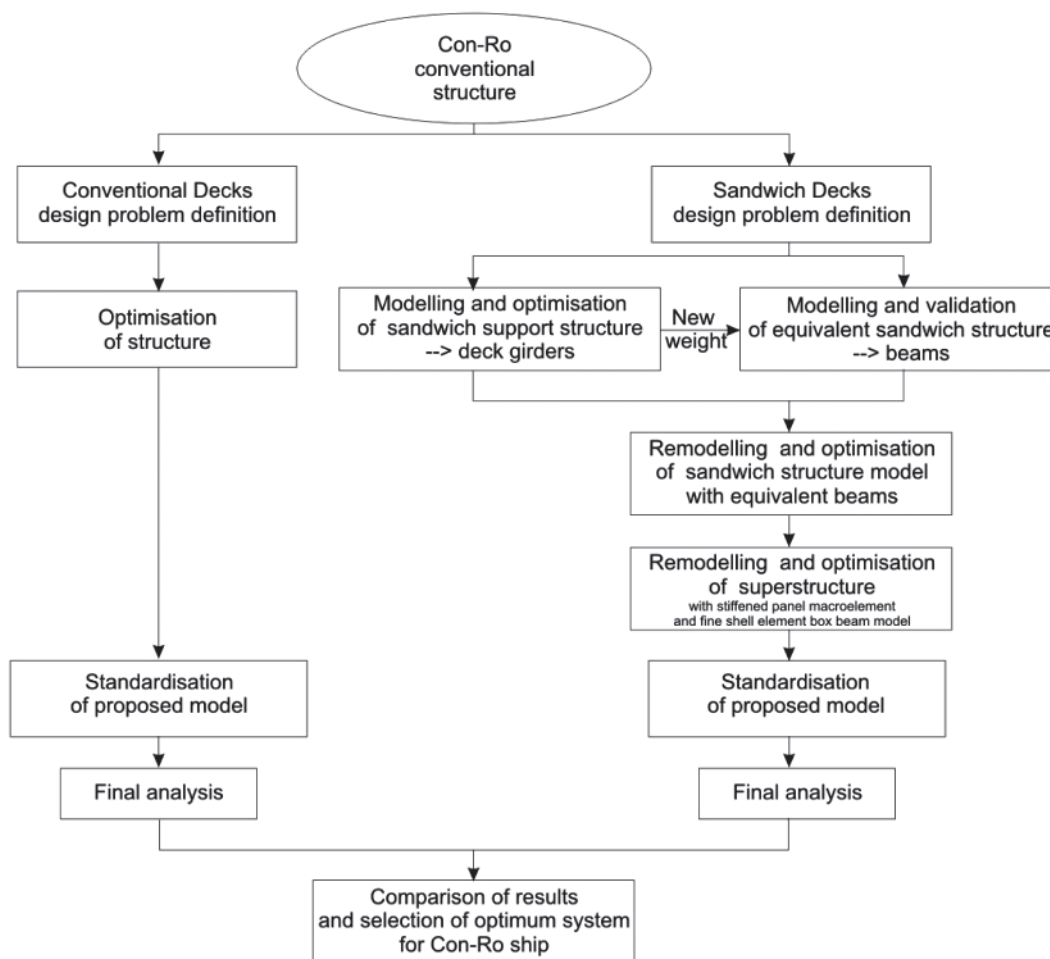 Con-Ro
conventional
structure
Conventional Decks
design problem definition
Sandwich Decks
design problem definition
Optimisation
of structure
Modelling and optimisation
of sandwich support structure
--> deck girders
New
weight
Modelling and validation
of equivalent sandwich structure
--> beams
Remodelling and optimisation
of sandwich structure model
with equivalent beams
Remodelling and optimisation
of superstructure
with stiffened panel macroelement
and fine shell element box beam model
Standardisation
of proposed model
Standardisation
of proposed model
Final analysis
Final analysis
Comparison of results
and selection of optimum system
for Con-Ro ship